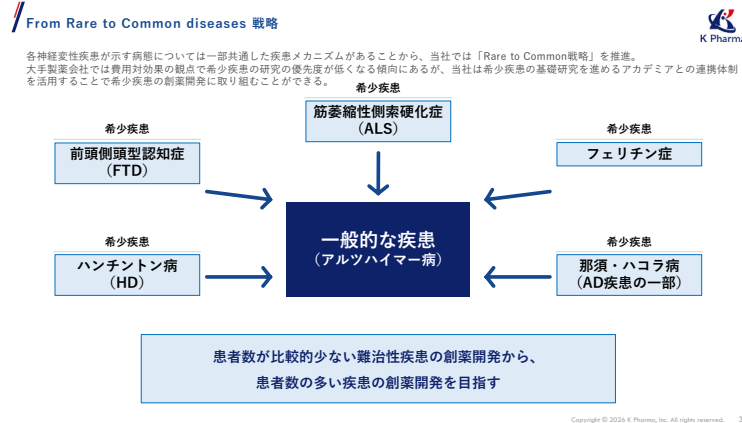 From Rare to Common diseases 戦略
K Pharma
各神経変性疾患が示す病態については一部共通した疾患メカニズムがあることから、当社では「Rare to Common戦略」を推進。
大手製薬会社では費用対効果の観点で希少疾患の研究の優先度が低くなる傾向にあるが、当社は希少疾患の基礎研究を進めるアカデミアとの連携体制
を活用することで希少疾患の創薬開発に取り組むことができる。
希少疾患
筋萎縮性側索硬化症
（ALS）
希少疾患
前頭側頭型認知症
（FTD）
希少疾患
フェリチン症
一般的な疾患
（アルツハイマー病）
希少疾患
ハンチントン病
（HD）
希少疾患
那須・ハコラ病
（AD疾患の一部）
患者数が比較的少ない難治性疾患の創薬開発から、
患者数の多い疾患の創薬開発を目指す
Copyright © 2026 K Pharma, Inc. All rights reserved.
3